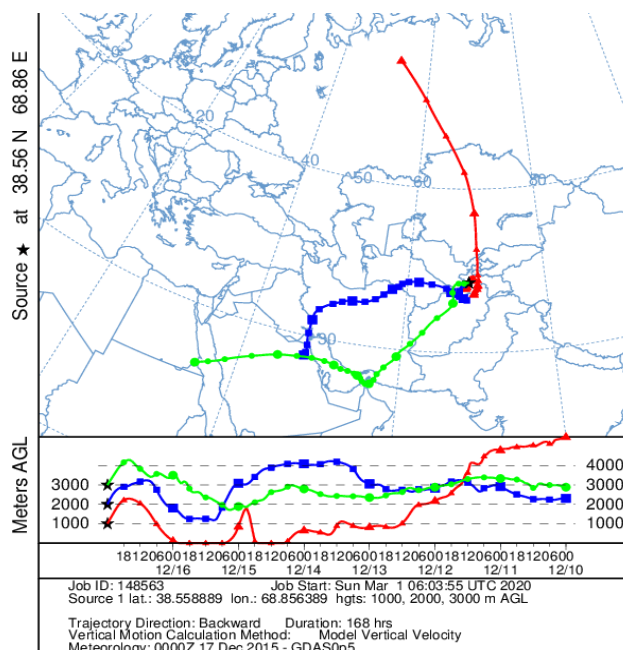 Source ★ at 38.56 N 68.86 E
20
40
50
60
80
30
Meters AGL
3000
2000
1000
4000
3000
2000
1000
18120600181206001812060018120600181206001812060018120600
12/16 12/15 12/14 12/13 12/12 12/11 12/10
Job ID: 148563 Job Start: Sun Mar 1 06:03:55 UTC 2020
Source 1 lat.: 38.558889 lon.: 68.856389 hgts: 1000, 2000, 3000 m AGL
Trajectory Direction: Backward Duration: 168 hrs
Vertical Motion Calculation Method: Model Vertical Velocity
Meteorology: 0000Z 17 Dec 2015 - GDAS0p5